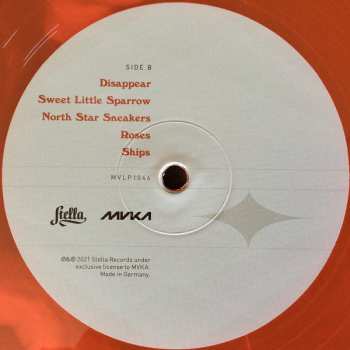 SIDE B
Disappear
Sweet Little Sparrow
North Star Sneakers
Roses
Ships
MVLP1846
Stella
MVKA
℗&© 2021 Stella Records under
exclusive license to MVKA.
Made in Germany.